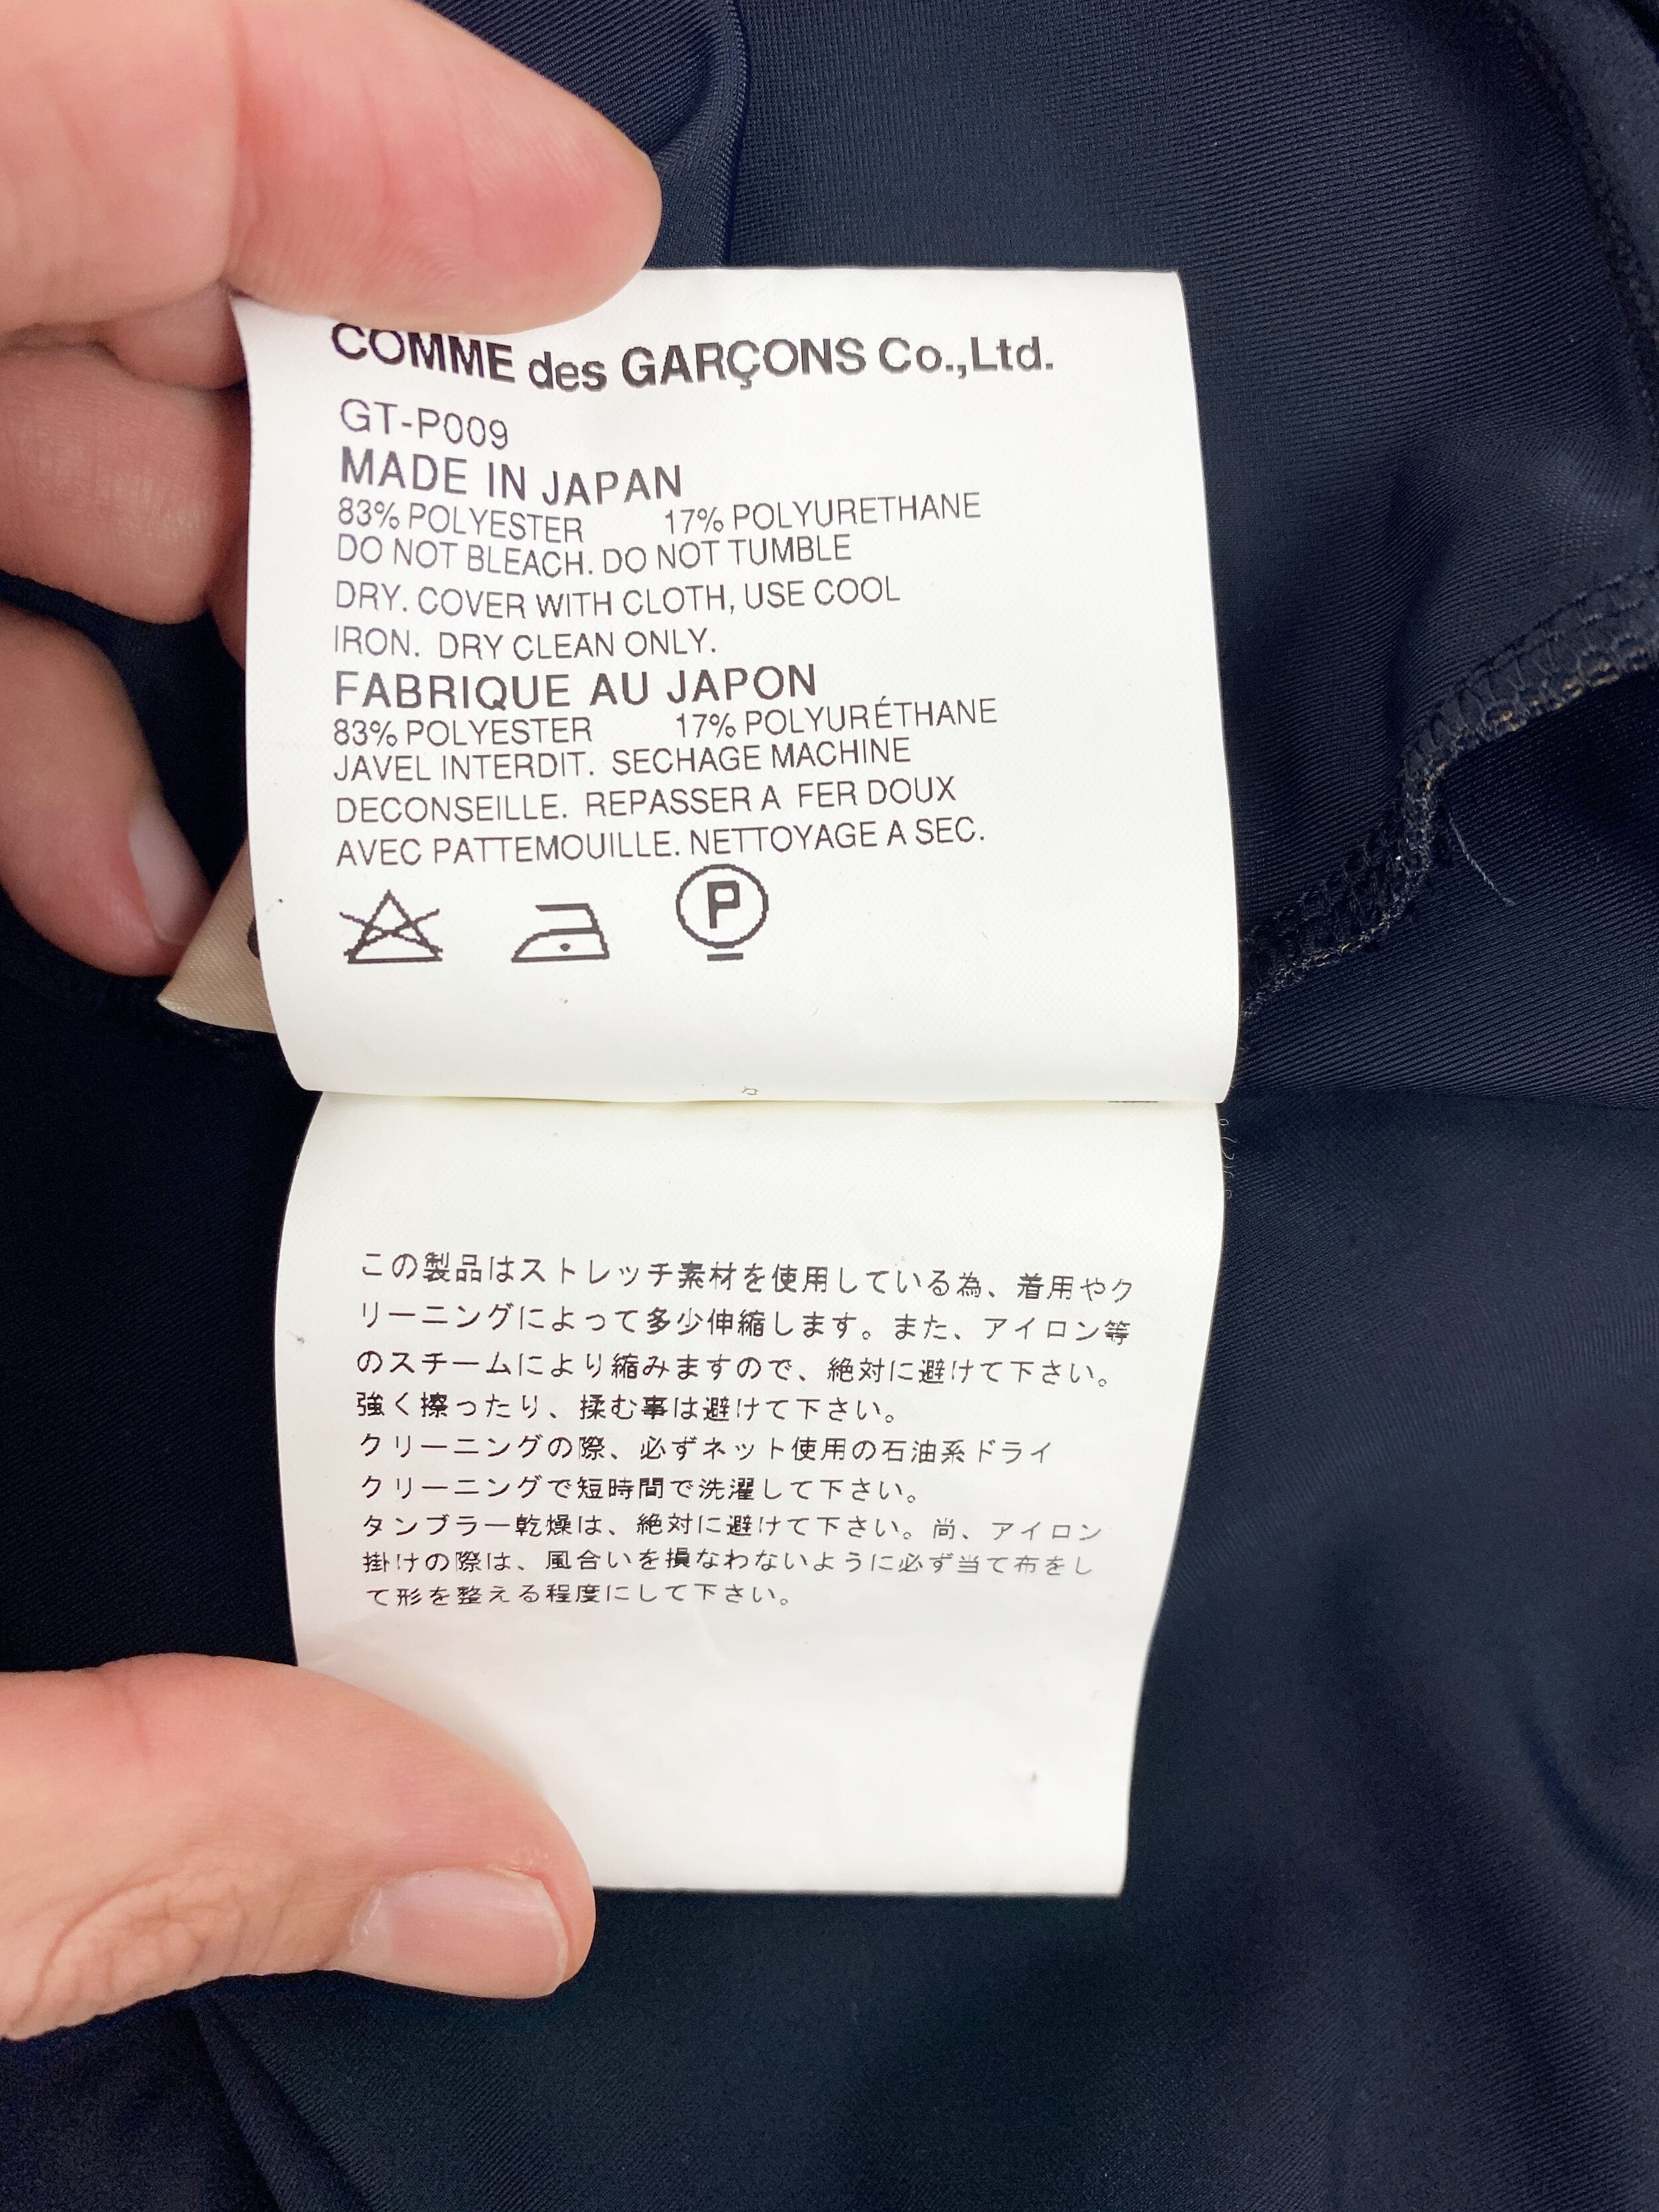 COMME des GARÇONS Co.,Ltd.
GT-P009
MADE IN JAPAN
83% POLYESTER 17% POLYURETHANE
DO NOT BLEACH. DO NOT TUMBLE
DRY. COVER WITH CLOTH, USE COOL
IRON. DRY CLEAN ONLY.
FABRIQUE AU JAPON
83% POLYESTER 17% POLYURÉTHANE
JAVEL INTERDIT. SECHAGE MACHINE
DECONSEILLE. REPASSER A FER DOUX
AVEC PATTEMOUILLE. NETTOYAGE A SEC.
P
この製品はストレッチ素材を使用している為、着用やク
リーニングによって多少伸縮します。また、アイロン等
のスチームにより縮みますので、絶対に避けて下さい。
強く擦ったり、揉む事は避けて下さい。
クリーニングの際、必ずネット使用の石油系ドライ
クリーニングで短時間で洗濯して下さい。
タンブラー乾燥は、絶対に避けて下さい。尚、アイロン
掛けの際は、風合いを損なわないように必ず当て布をし
て形を整える程度にして下さい。